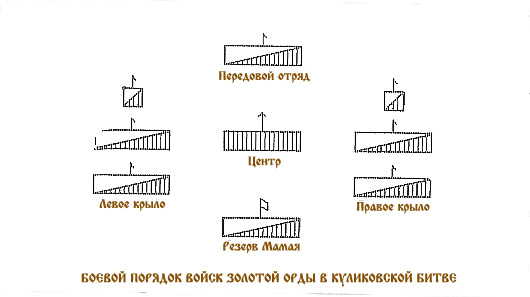 Передовой отряд
Центр
Левое крыло
Правое крыло
Резерв Мамая
БОЕВОЙ ПОРЯДОК ВОЙСК ЗОЛОТОЙ ОРДЫ В КУЛИКОВСКОЙ БИТВЕ